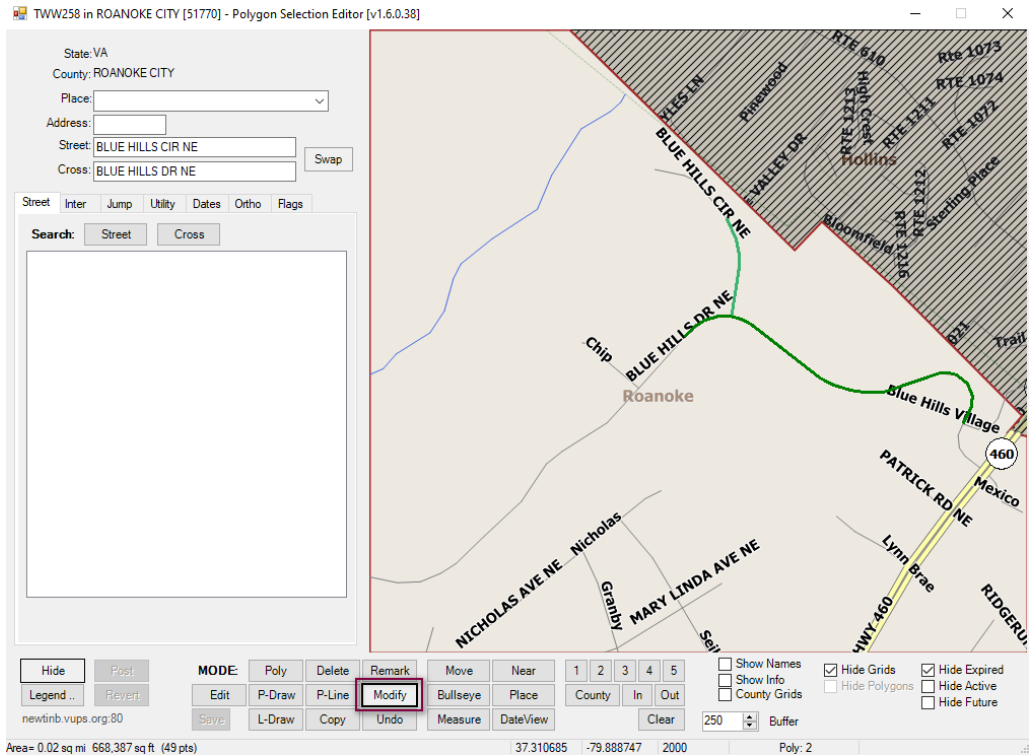 TWW258 in ROANOKE CITY [51770] - Polygon Selection Editor [v1.6.0.38]
State: VA
County: ROANOKE CITY
Place:
Address:
Street: BLUE HILLS CIR NE
Cross: BLUE HILLS DR NE
Swap
Street Inter Jump Utility Dates Ortho Flags
Search: Street Cross
RTE 610
Rte 1073
RTE 1074
YLES LN
Pinewood
High Crest
RTE 1213
RTE 1211
RTE 1072
BLUE HILLS CIR NE
VALLEY DR
Hollins
RTE 1212
Sterling Place
Bloomfield
RTE 1216
BLUE HILLS DR NE
021
Trail
Chip
Roanoke
Blue Hills Village
460
PATRICK RD NE
Mexico
Nicholas
NICHOLAS AVE NE
Granby
MARY LINDA AVE NE
Lynn Brae
HWY 460
RIDGERU
Sei
Hide Post MODE: Poly Delete Remark Move Near 1 2 3 4 5 Show Names Hide Grids Hide Expired
Show Info Hide Polygons Hide Active
Legend .. Revert Edit P-Draw P-Line Modify Bullseye Place County In Out County Grids Hide Future
newtinb.vups.org:80 Save L-Draw Copy Undo Measure DateView Clear 250 Buffer
Area= 0.02 sq mi 668,387 sq ft (49 pts) 37.310685 -79.888747 2000 Poly: 2